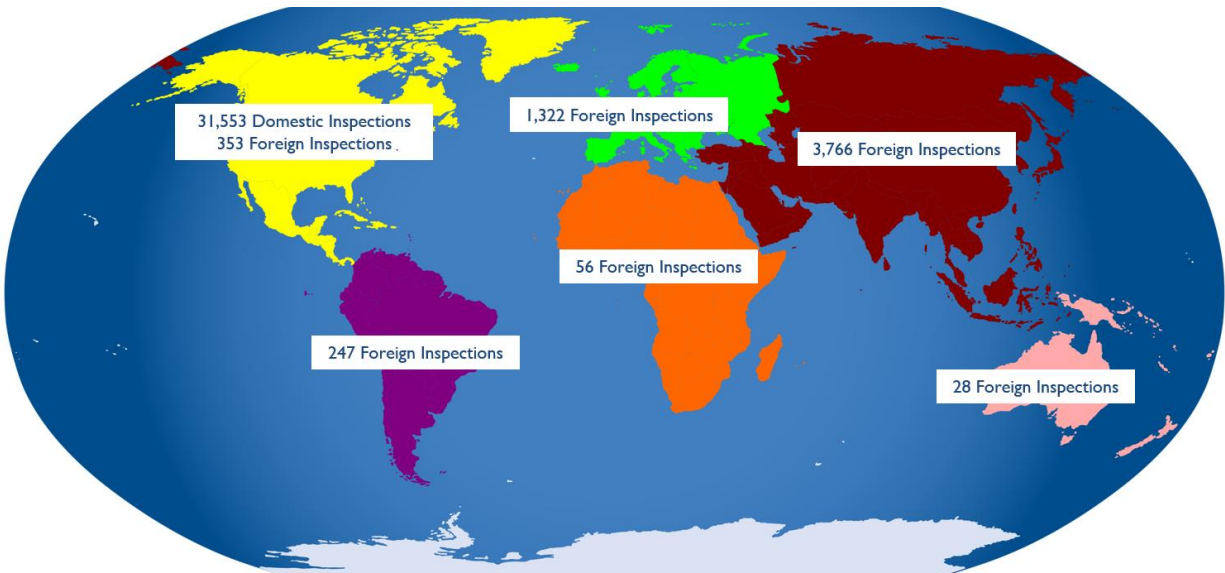 31,553 Domestic Inspections
353 Foreign Inspections .
1,322 Foreign Inspections
3,766 Foreign Inspections
56 Foreign Inspections
247 Foreign Inspections
28 Foreign Inspections